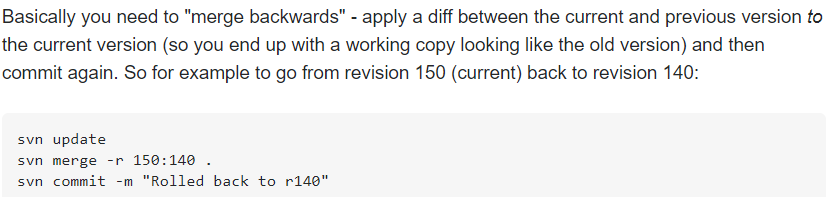 Basically you need to "merge backwards" - apply a diff between the current and previous version to
the current version (so you end up with a working copy looking like the old version) and then
commit again. So for example to go from revision 150 (current) back to revision 140:
svn update
svn merge -r 150:140 .
svn commit -m "Rolled back to r140"